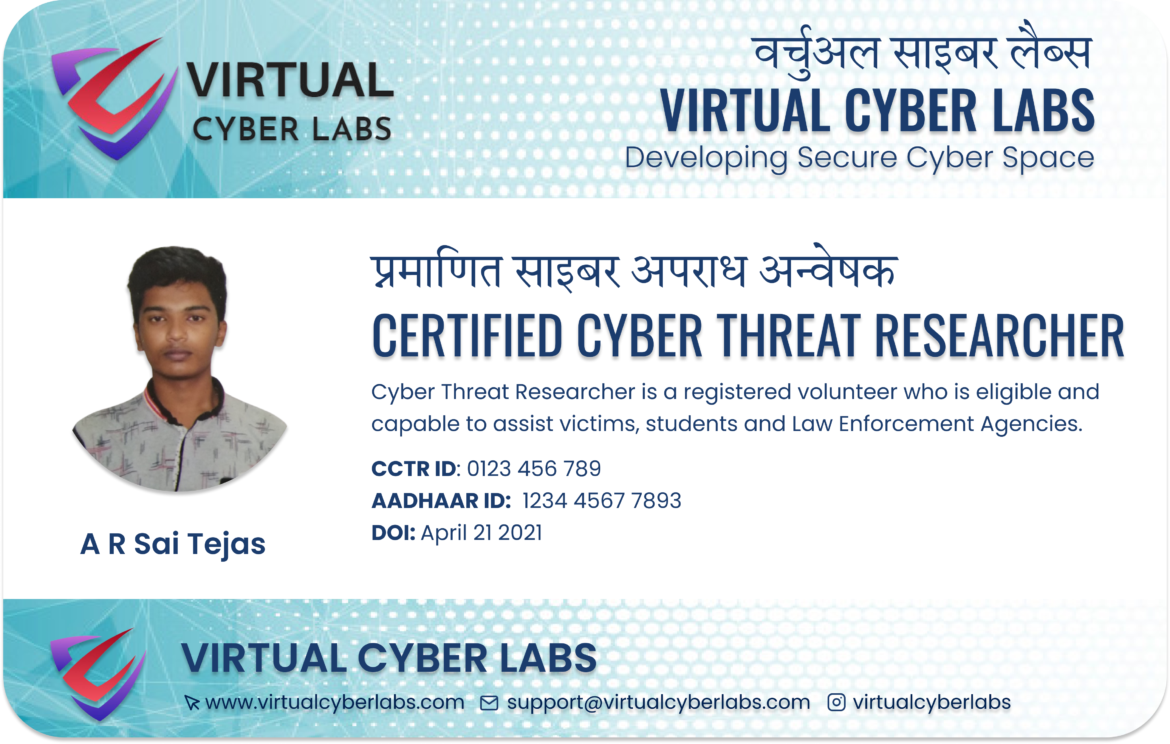 VIRTUAL
CYBER LABS
वर्चुअल साइबर लैब्स
VIRTUAL CYBER LABS
Developing Secure Cyber Space
प्रमाणित साइबर अपराध अन्वेषक
CERTIFIED CYBER THREAT RESEARCHER
Cyber Threat Researcher is a registered volunteer who is eligible and
capable to assist victims, students and Law Enforcement Agencies.
CCTR ID: 0123 456 789
AADHAAR ID: 1234 4567 7893
DOI: April 21 2021
A R Sai Tejas
VIRTUAL CYBER LABS
www.virtualcyberlabs.com support@virtualcyberlabs.com virtualcyberlabs